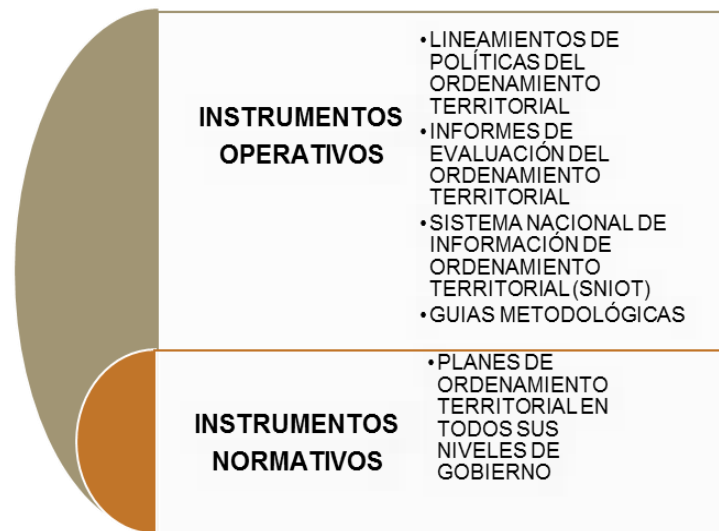 INSTRUMENTOS
OPERATIVOS
•LINEAMIENTOS DE
POLÍTICAS DEL
ORDENAMIENTO
TERRITORIAL
•INFORMES DE
EVALUACIÓN DEL
ORDENAMIENTO
TERRITORIAL
•SISTEMA NACIONAL DE
INFORMACIÓN DE
ORDENAMIENTO
TERRITORIAL (SNIOT)
•GUIAS METODOLÓGICAS
INSTRUMENTOS
NORMATIVOS
•PLANES DE
ORDENAMIENTO
TERRITORIAL EN
TODOS SUS
NIVELES DE
GOBIERNO